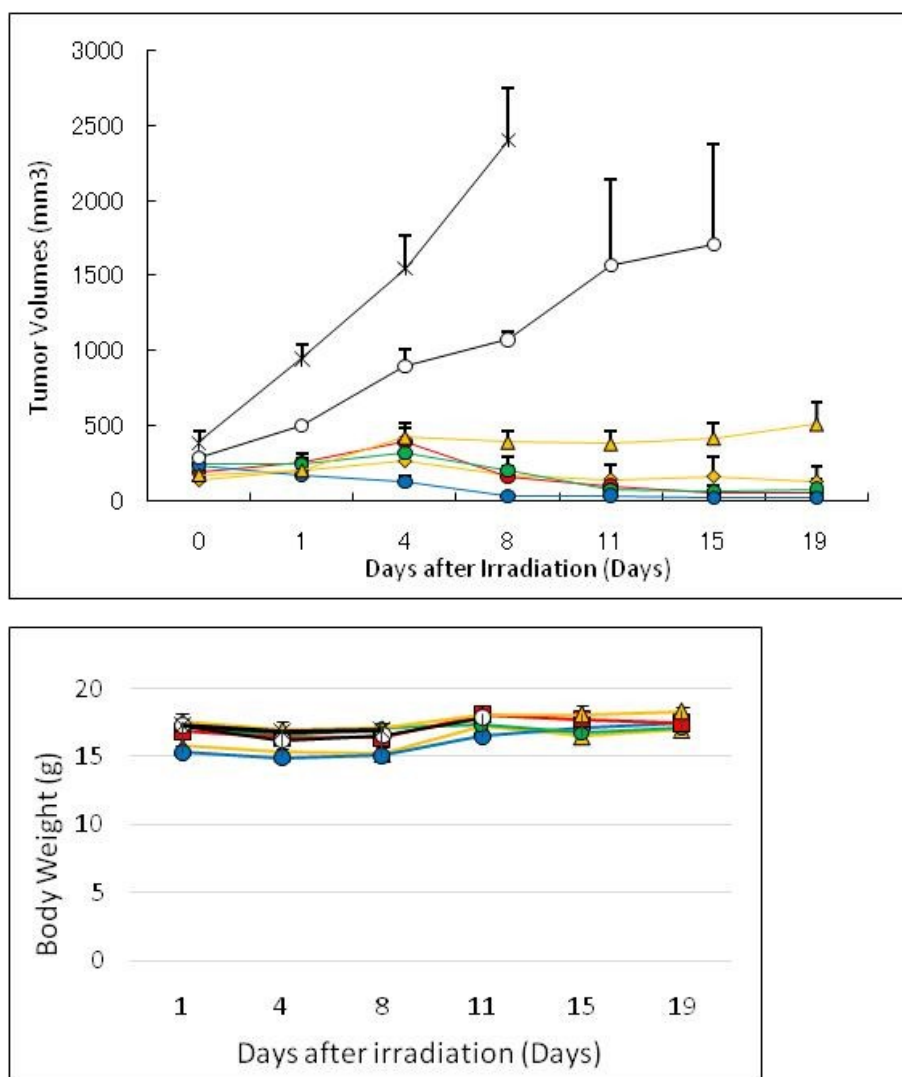 3000
2500
2000
1500
1000
500
0
Tumor Volumes (mm3)
0 1 4 8 11 15 19
Days after Irradiation (Days)
20
15
10
5
0
Body Weight (g)
1 4 8 11 15 19
Days after irradiation (Days)